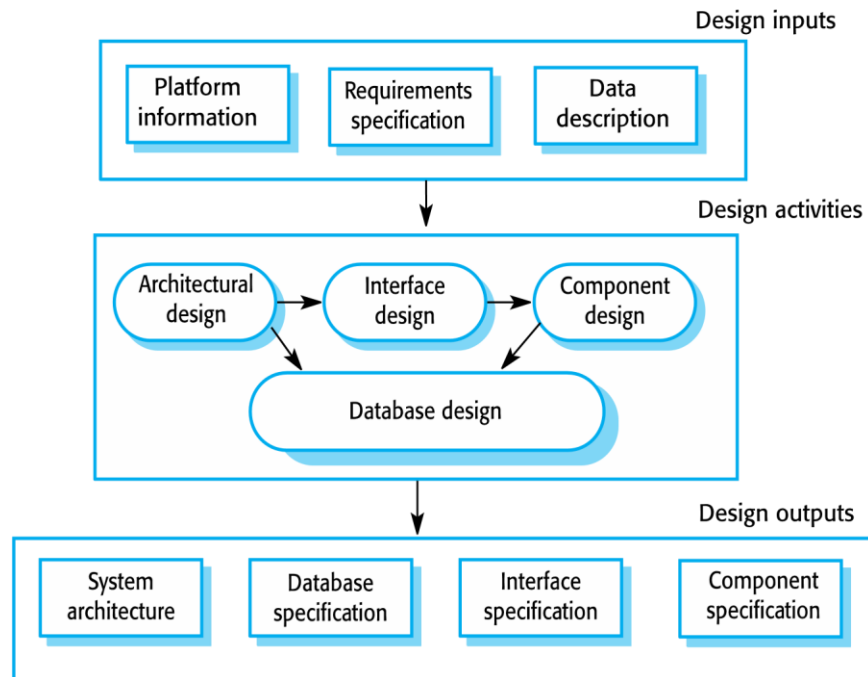 Design inputs
Platform
information
Requirements
specification
Data
description
Design activities
Architectural
design
Interface
design
Component
design
Database design
Design outputs
System
architecture
Database
specification
Interface
specification
Component
specification